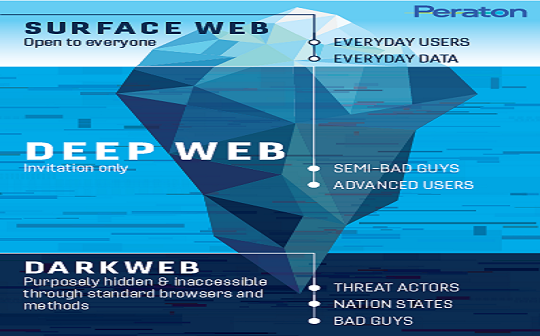 Peraton
SURFACE WEB
Open to everyone
EVERYDAY USERS
EVERYDAY DATA
DEEP WEB
Invitation only
SEMI-BAD GUYS
ADVANCED USERS
DARKWEB
Purposely hidden & inaccessible
through standard browsers and
methods
THREAT ACTORS
NATION STATES
BAD GUYS